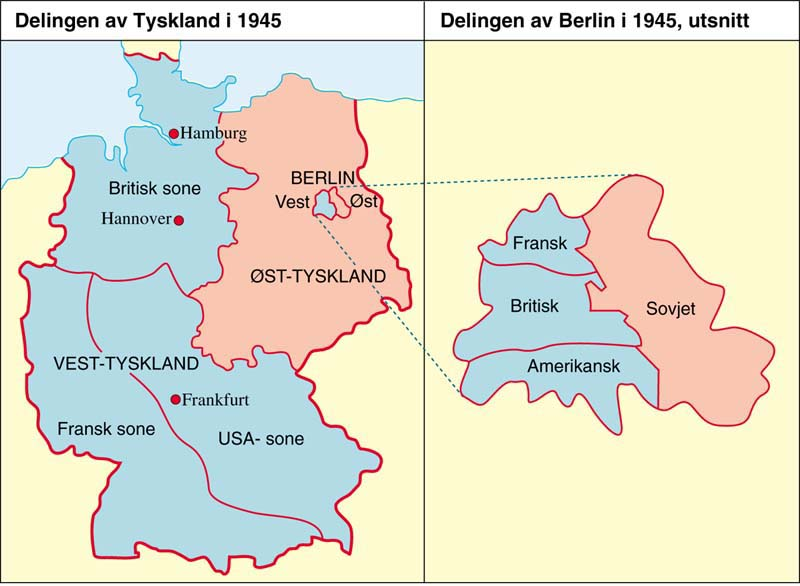 Delingen av Tyskland i 1945
Delingen av Berlin i 1945, utsnitt
Hamburg
Britisk sone
Hannover
BERLIN
Vest
Øst
ØST-TYSKLAND
VEST-TYSKLAND
Frankfurt
Fransk sone
USA- sone
Fransk
Britisk
Sovjet
Amerikansk